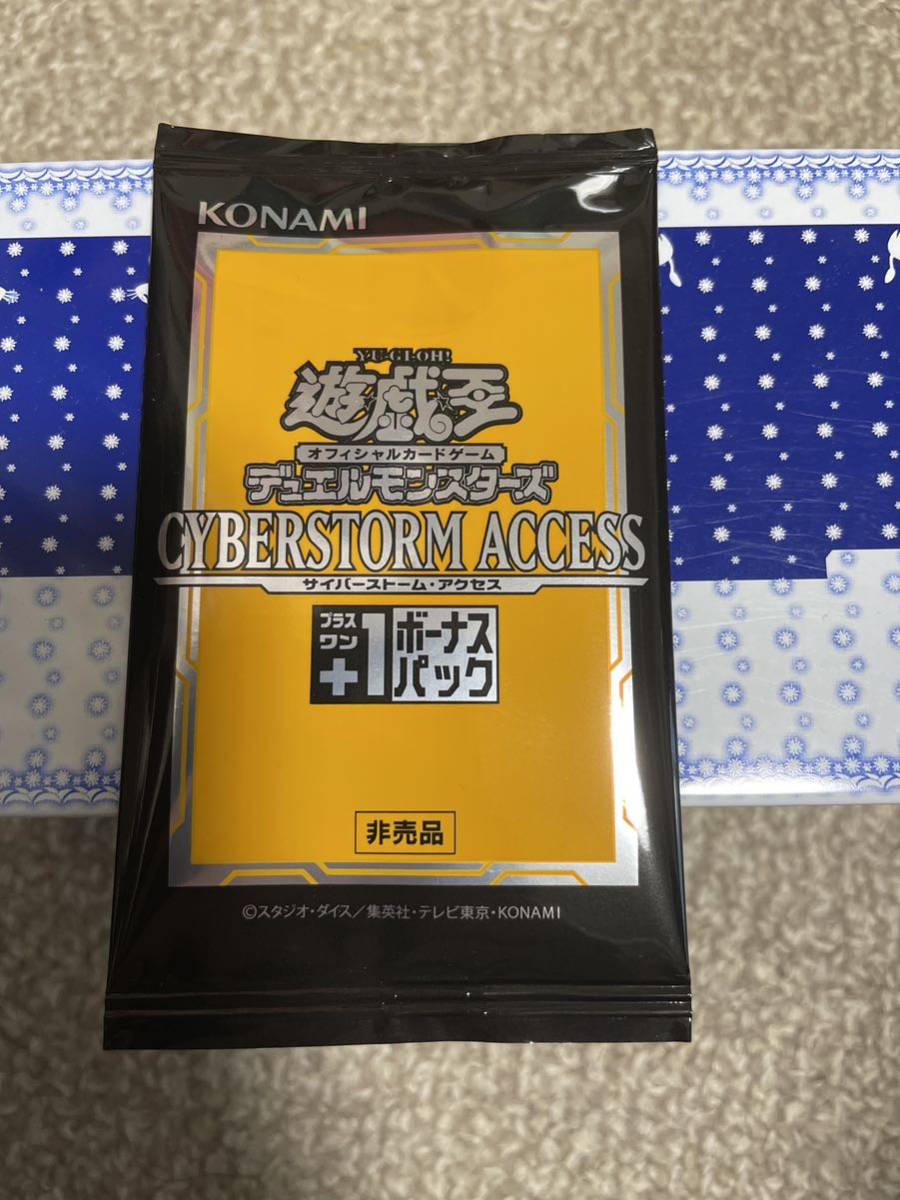 KONAMI
YU-GI-OH!
遊☆戯☆王
オフィシャルカードゲーム
デュエルモンスターズ
CYBERSTORM ACCESS
サイバーストーム・アクセス
プラスワン
+1
ボーナスパック
非売品
©スタジオ・ダイス／集英社・テレビ東京・KONAMI